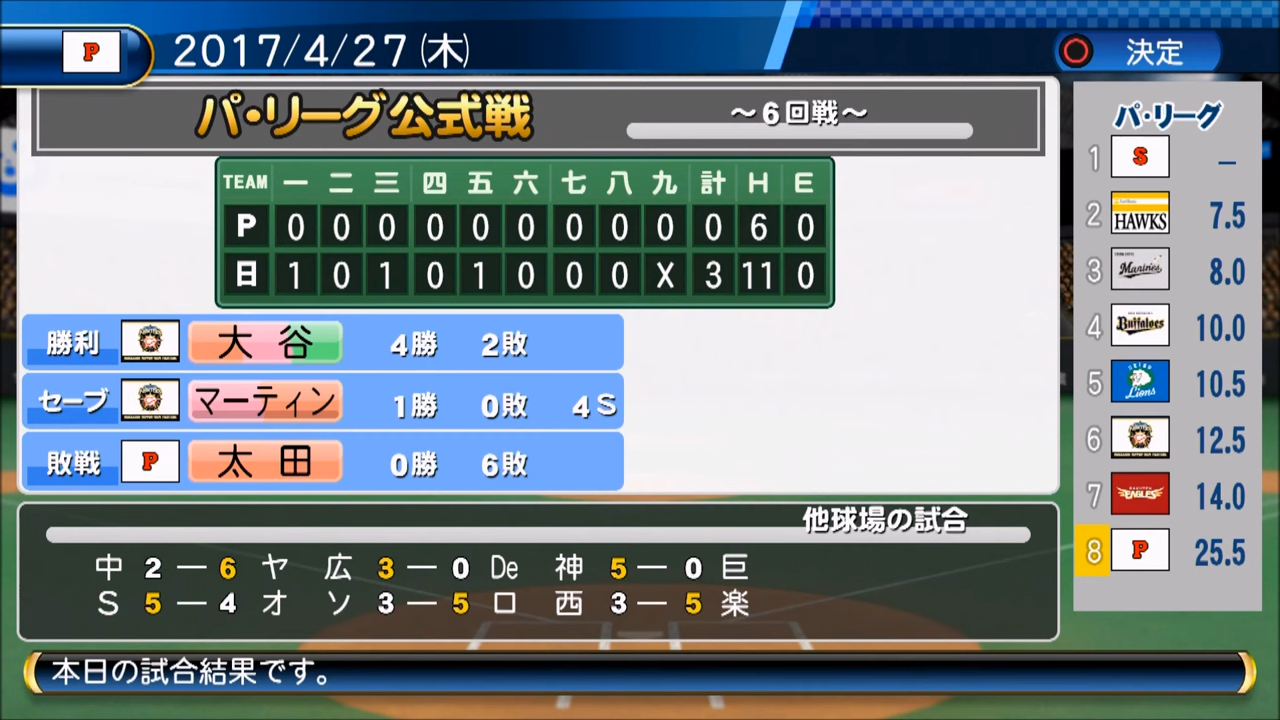 P 2017/4/27(木) 決定
パ・リーグ公式戦 ～6回戦～
TEAM 一 二 三 四 五 六 七 八 九 計 H E
P 0 0 0 0 0 0 0 0 0 0 6 0
日 1 0 1 0 1 0 0 0 X 3 11 0
勝利 大谷 4勝 2敗
セーブ マーティン 1勝 0敗 4S
敗戦 P 太田 0勝 6敗
パ・リーグ
1 S －
2 HAWKS 7.5
3 Marines 8.0
4 Buffaloes 10.0
5 Lions 10.5
6 12.5
7 EAGLES 14.0
8 P 25.5
他球場の試合
中 2 － 6 ヤ 広 3 － 0 De 神 5 － 0 巨
S 5 － 4 オ ソ 3 － 5 ロ 西 3 － 5 楽
本日の試合結果です。